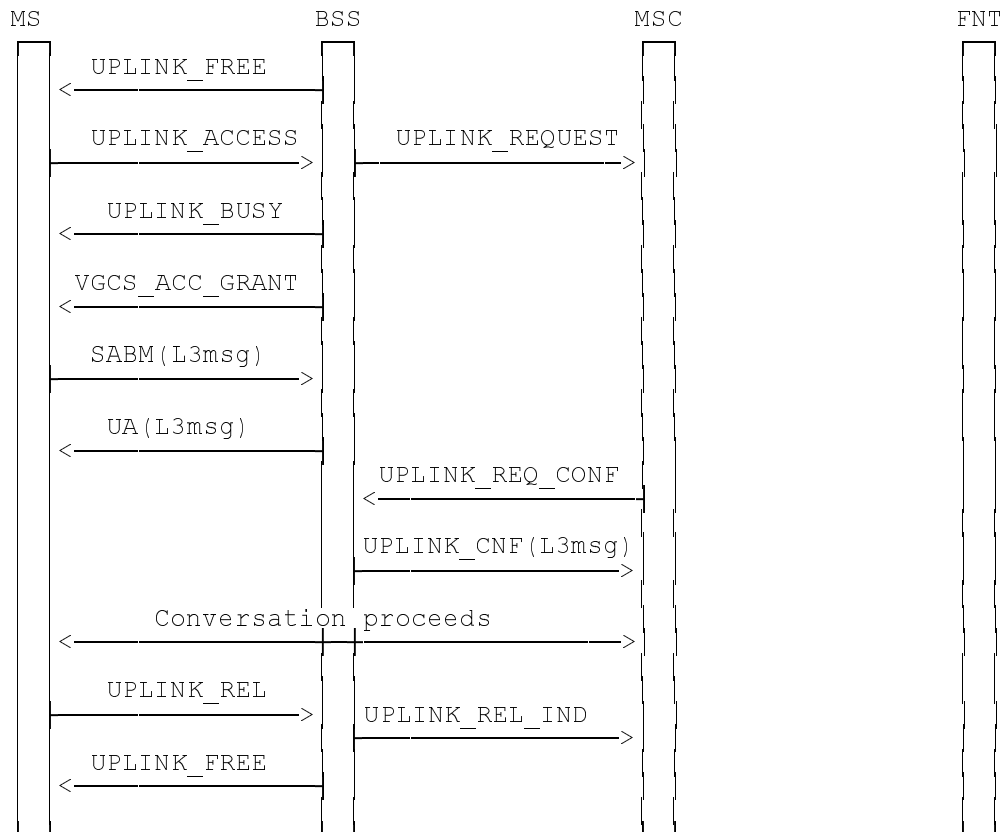 MS BSS MSC FNT
UPLINK_FREE
UPLINK_ACCESS UPLINK_REQUEST
UPLINK_BUSY
VGCS_ACC_GRANT
SABM(L3msg)
UA(L3msg)
UPLINK_REQ_CONF
UPLINK_CNF(L3msg)
Conversation proceeds
UPLINK_REL
UPLINK_REL_IND
UPLINK_FREE